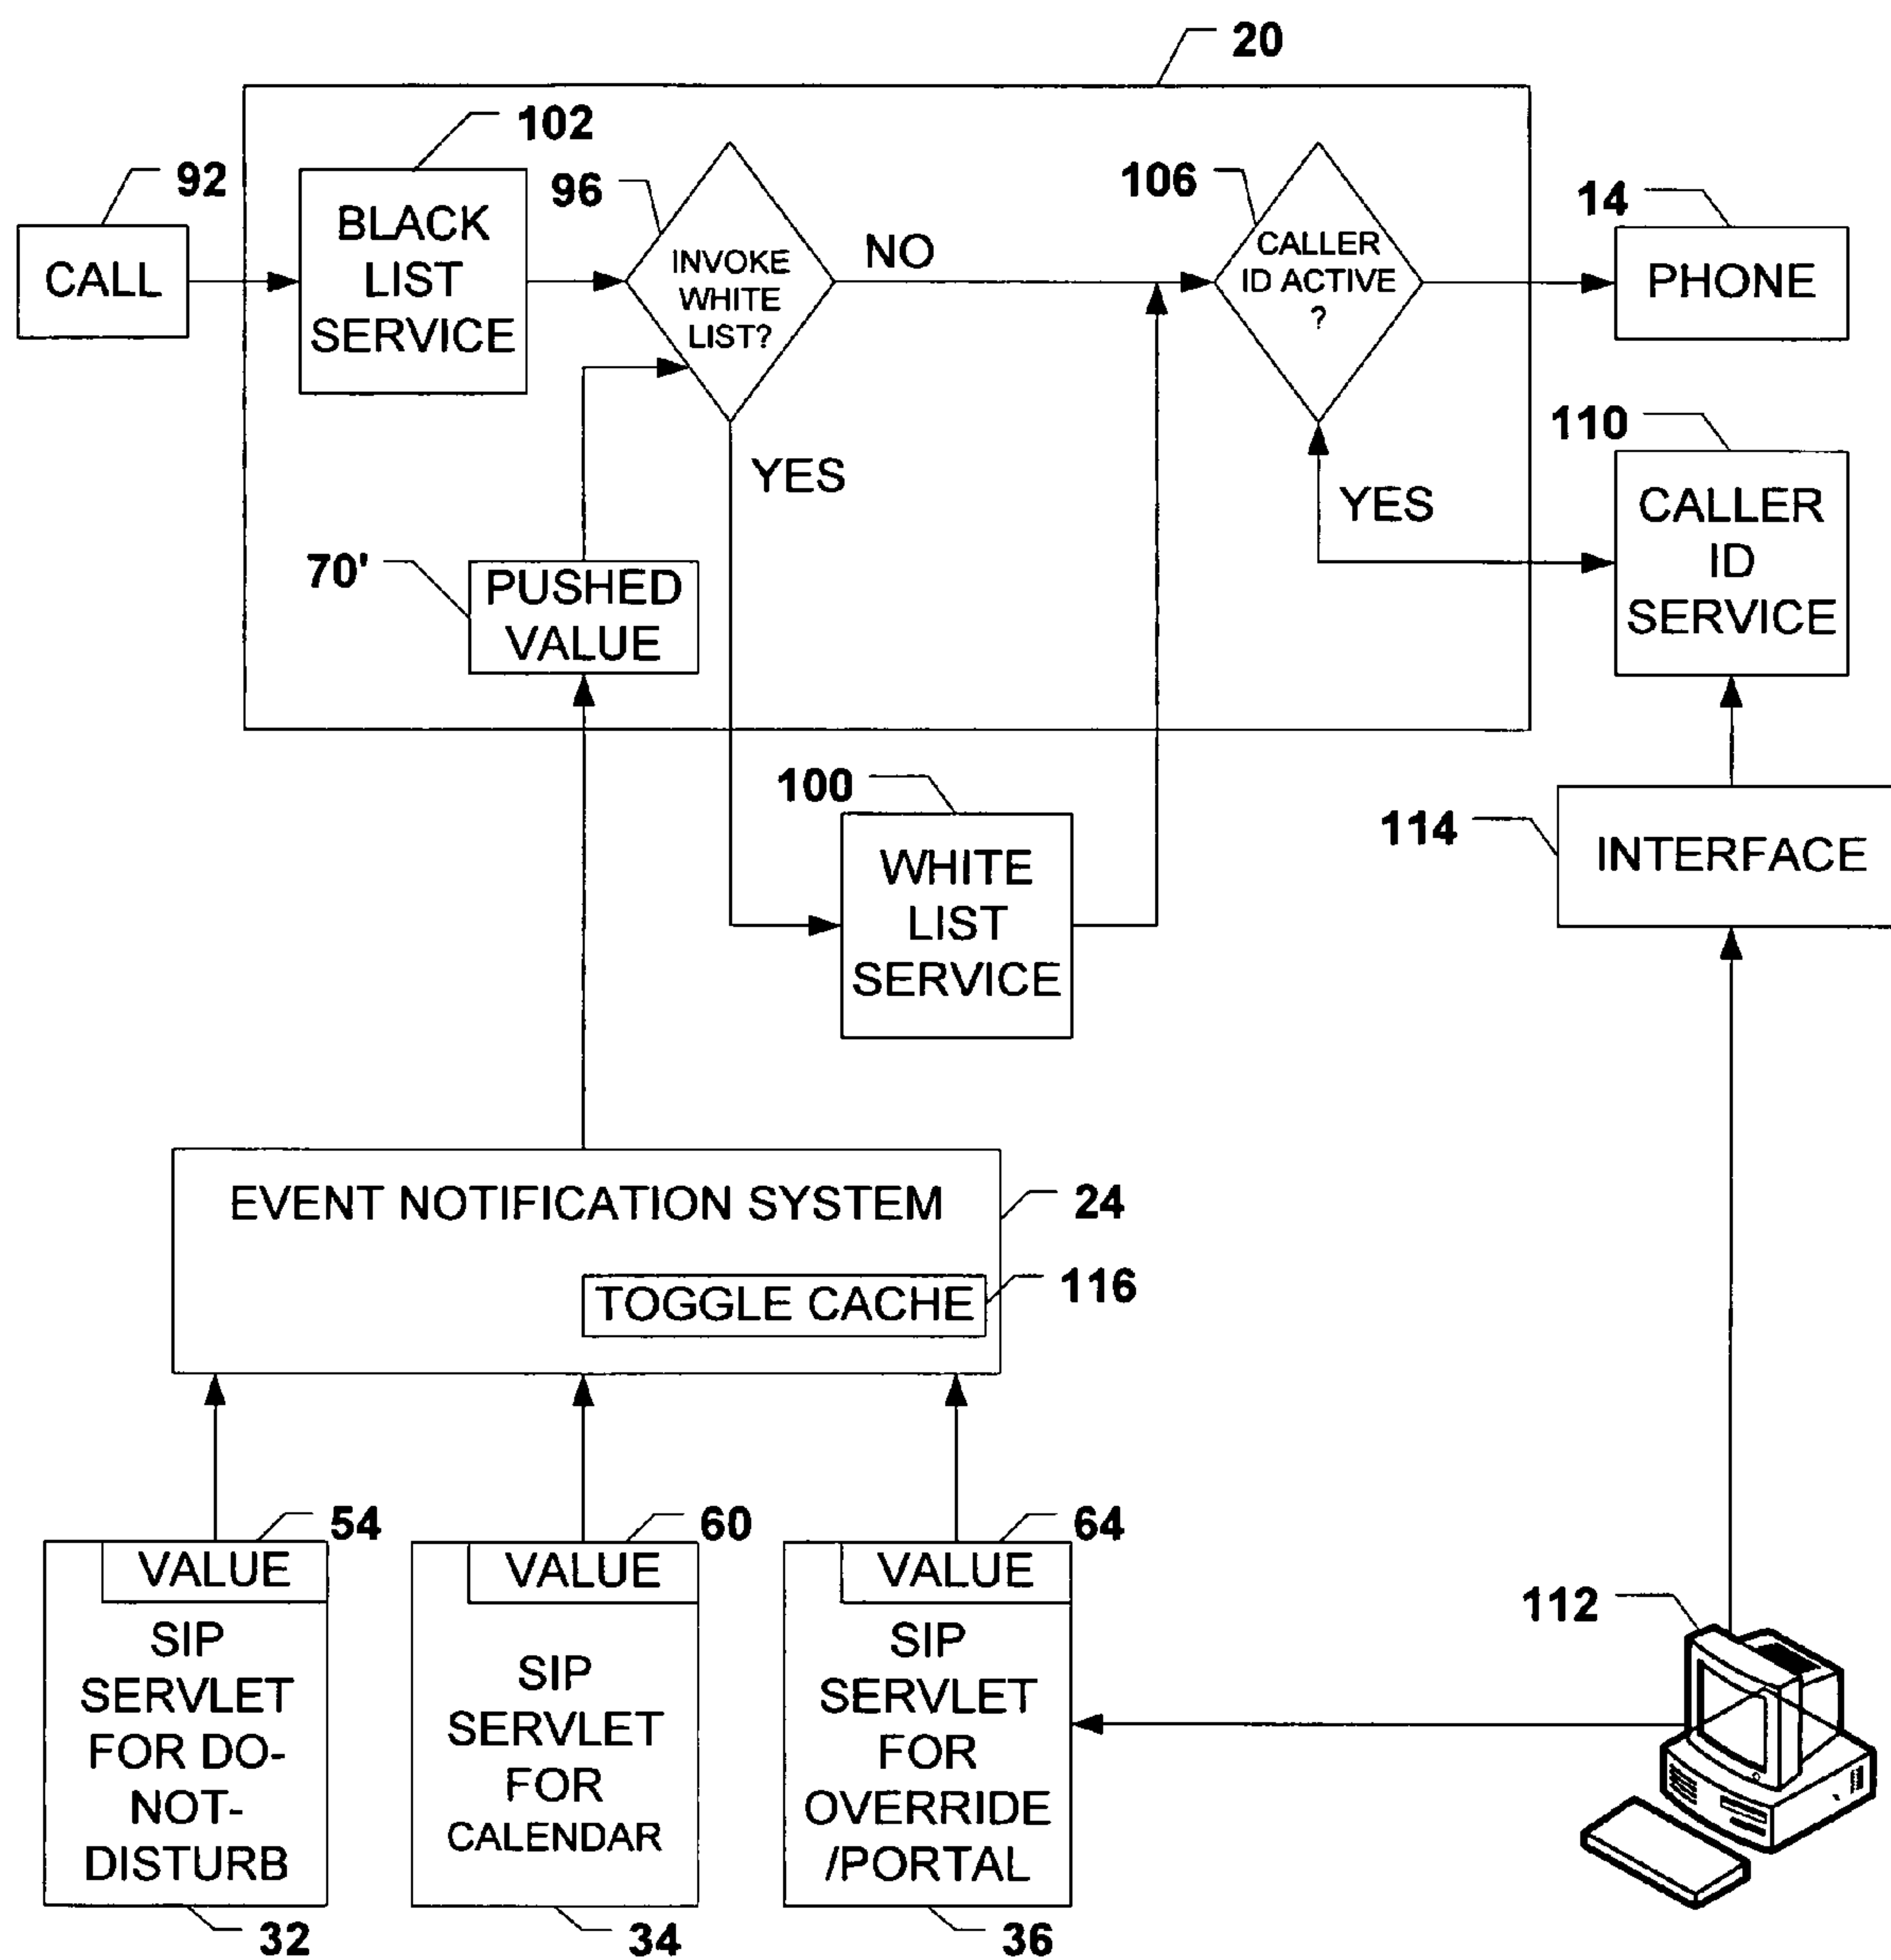 20
102
92
96
106
14
CALL
BLACK
LIST
SERVICE
INVOKE
WHITE
LIST?
NO
CALLER
ID ACTIVE
?
PHONE
YES
110
YES
CALLER
ID
SERVICE
70'
PUSHED
VALUE
100
WHITE
LIST
SERVICE
114
INTERFACE
EVENT NOTIFICATION SYSTEM
24
TOGGLE CACHE
116
54
VALUE
SIP
SERVLET
FOR DO-
NOT-
DISTURB
32
60
VALUE
SIP
SERVLET
FOR
CALENDAR
34
64
VALUE
SIP
SERVLET
FOR
OVERRIDE
/PORTAL
36
112